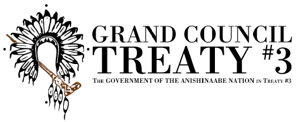 GRAND COUNCIL
TREATY #3
THE GOVERNMENT OF THE ANISHINAABE NATION IN TREATY #3